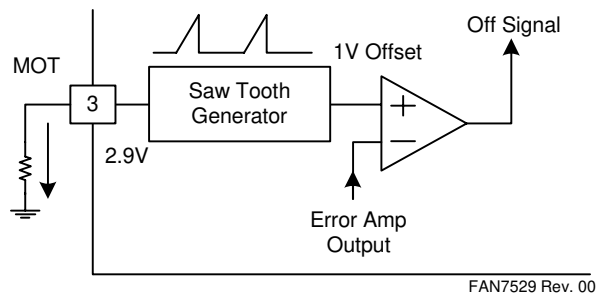 Off Signal
1V Offset
MOT
3
Saw Tooth
Generator
+
−
2.9V
Error Amp
Output
FAN7529 Rev. 00